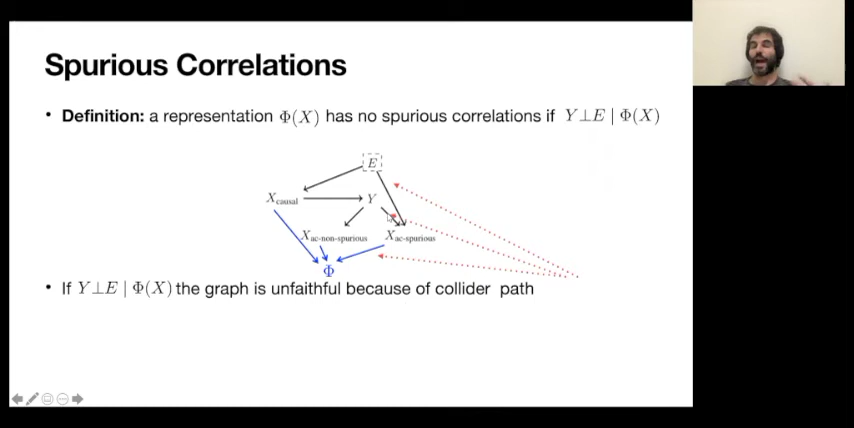 Spurious Correlations
• Definition: a representation Φ(X) has no spurious correlations if Y⊥E | Φ(X)
E
X_causal
Y
X_ac-non-spurious
X_ac-spurious
Φ
• If Y⊥E | Φ(X) the graph is unfaithful because of collider path